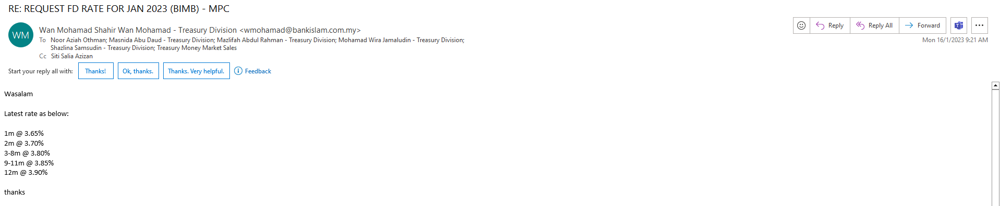 RE: REQUEST FD RATE FOR JAN 2023 (BIMB) - MPC
WM
Wan Mohamad Shahir Wan Mohamad - Treasury Division <wmohamad@bankislam.com.my>
To Noor Aziah Othman; Masnida Abu Daud - Treasury Division; Mazlifah Abdul Rahman - Treasury Division; Mohamad Wira Jamaludin - Treasury Division;
Shazlina Samsudin - Treasury Division; Treasury Money Market Sales
Cc Siti Salia Azizan
Reply Reply All Forward
Mon 16/1/2023 9:21 AM
Start your reply all with: Thanks! Ok, thanks. Thanks. Very helpful. Feedback
Wasalam
Latest rate as below:
1m @ 3.65%
2m @ 3.70%
3-8m @ 3.80%
9-11m @ 3.85%
12m @ 3.90%
thanks